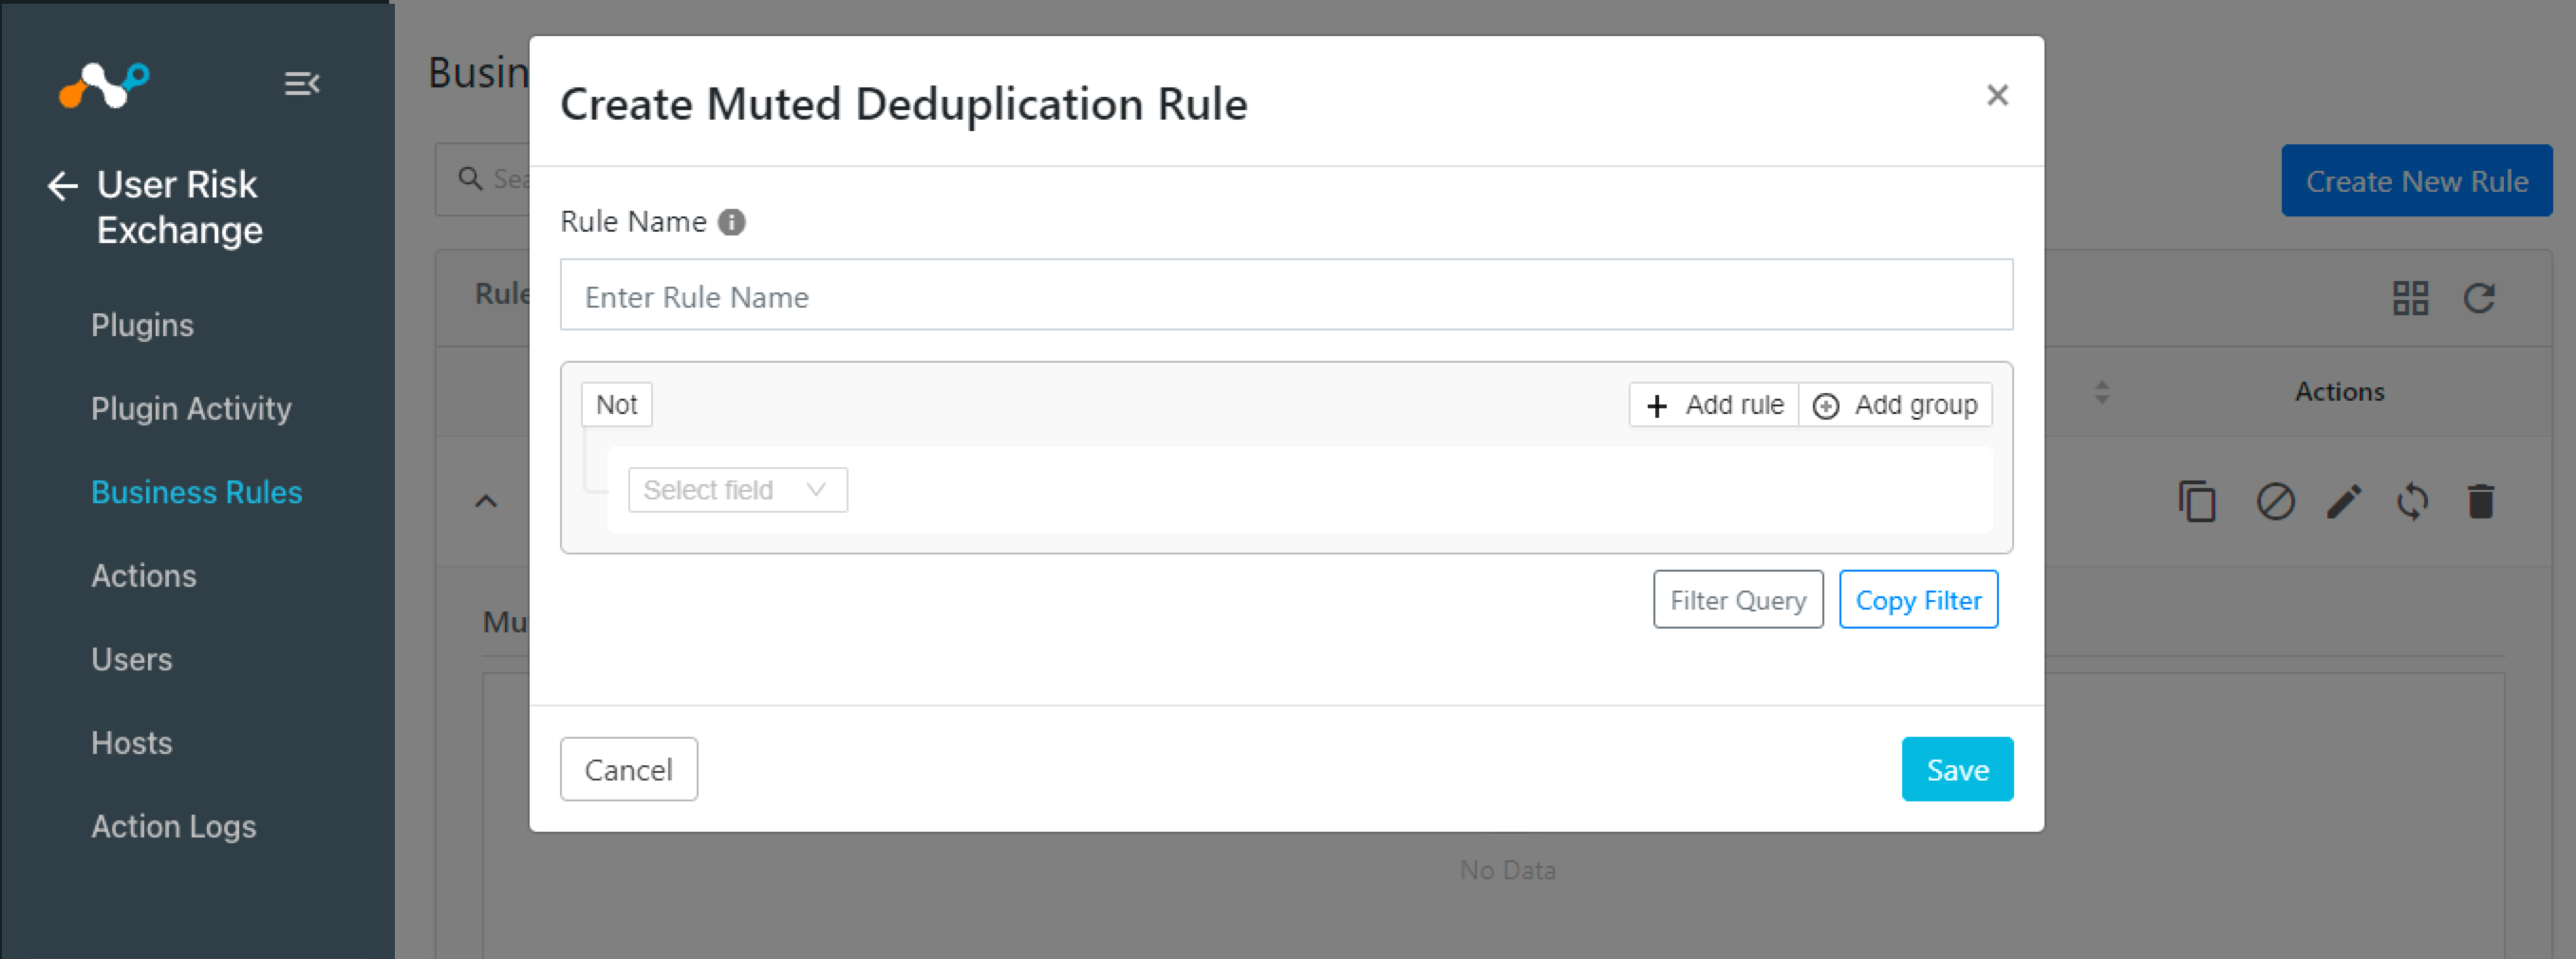 User Risk
Exchange
Plugins
Plugin Activity
Business Rules
Actions
Users
Hosts
Action Logs
Busin
Sea
Create New Rule
Rule
Actions
Mu
No Data
Create Muted Deduplication Rule
Rule Name
Enter Rule Name
Not
Add rule
Add group
Select field
Filter Query
Copy Filter
Cancel
Save